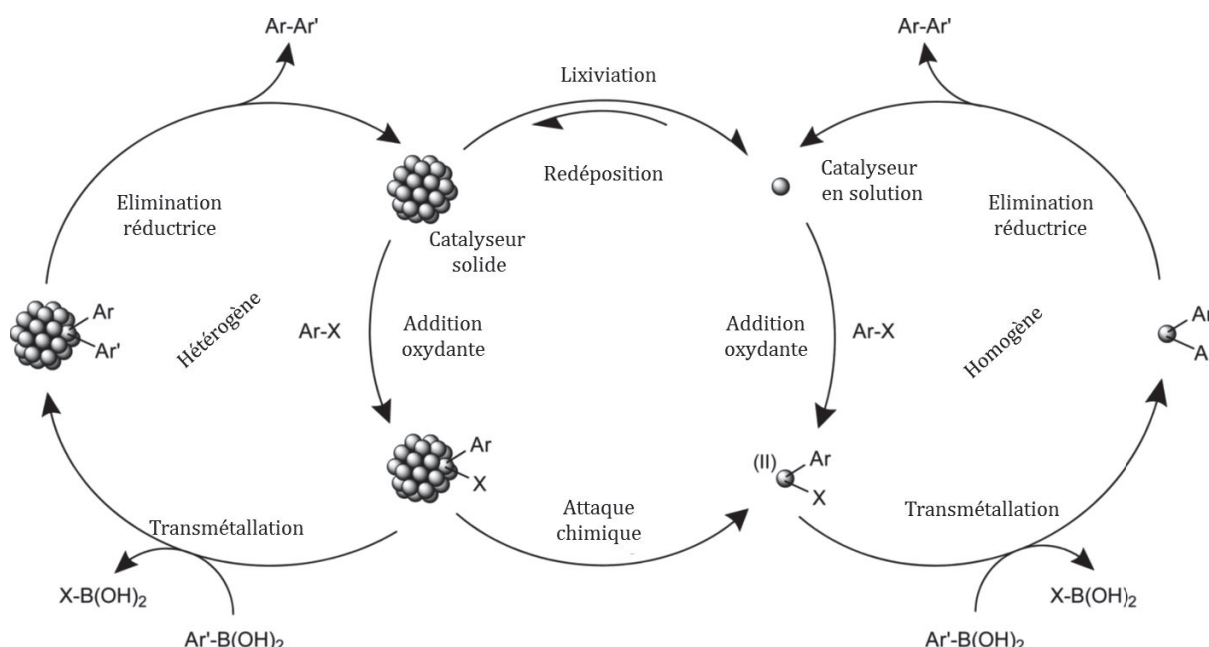 Ar-Ar'
Lixiviation
Ar-Ar'
Redéposition
Catalyseur
en solution
Elimination
réductrice
Elimination
réductrice
Catalyseur
solide
Ar
Ar'
Hétérogène
Ar-X
Addition
oxydante
Addition
oxydante
Ar-X
Homogène
Ar
X
(II)
Ar
X
Transmétallation
Attaque
chimique
Transmétallation
X-B(OH)2
X-B(OH)2
Ar'-B(OH)2
Ar'-B(OH)2